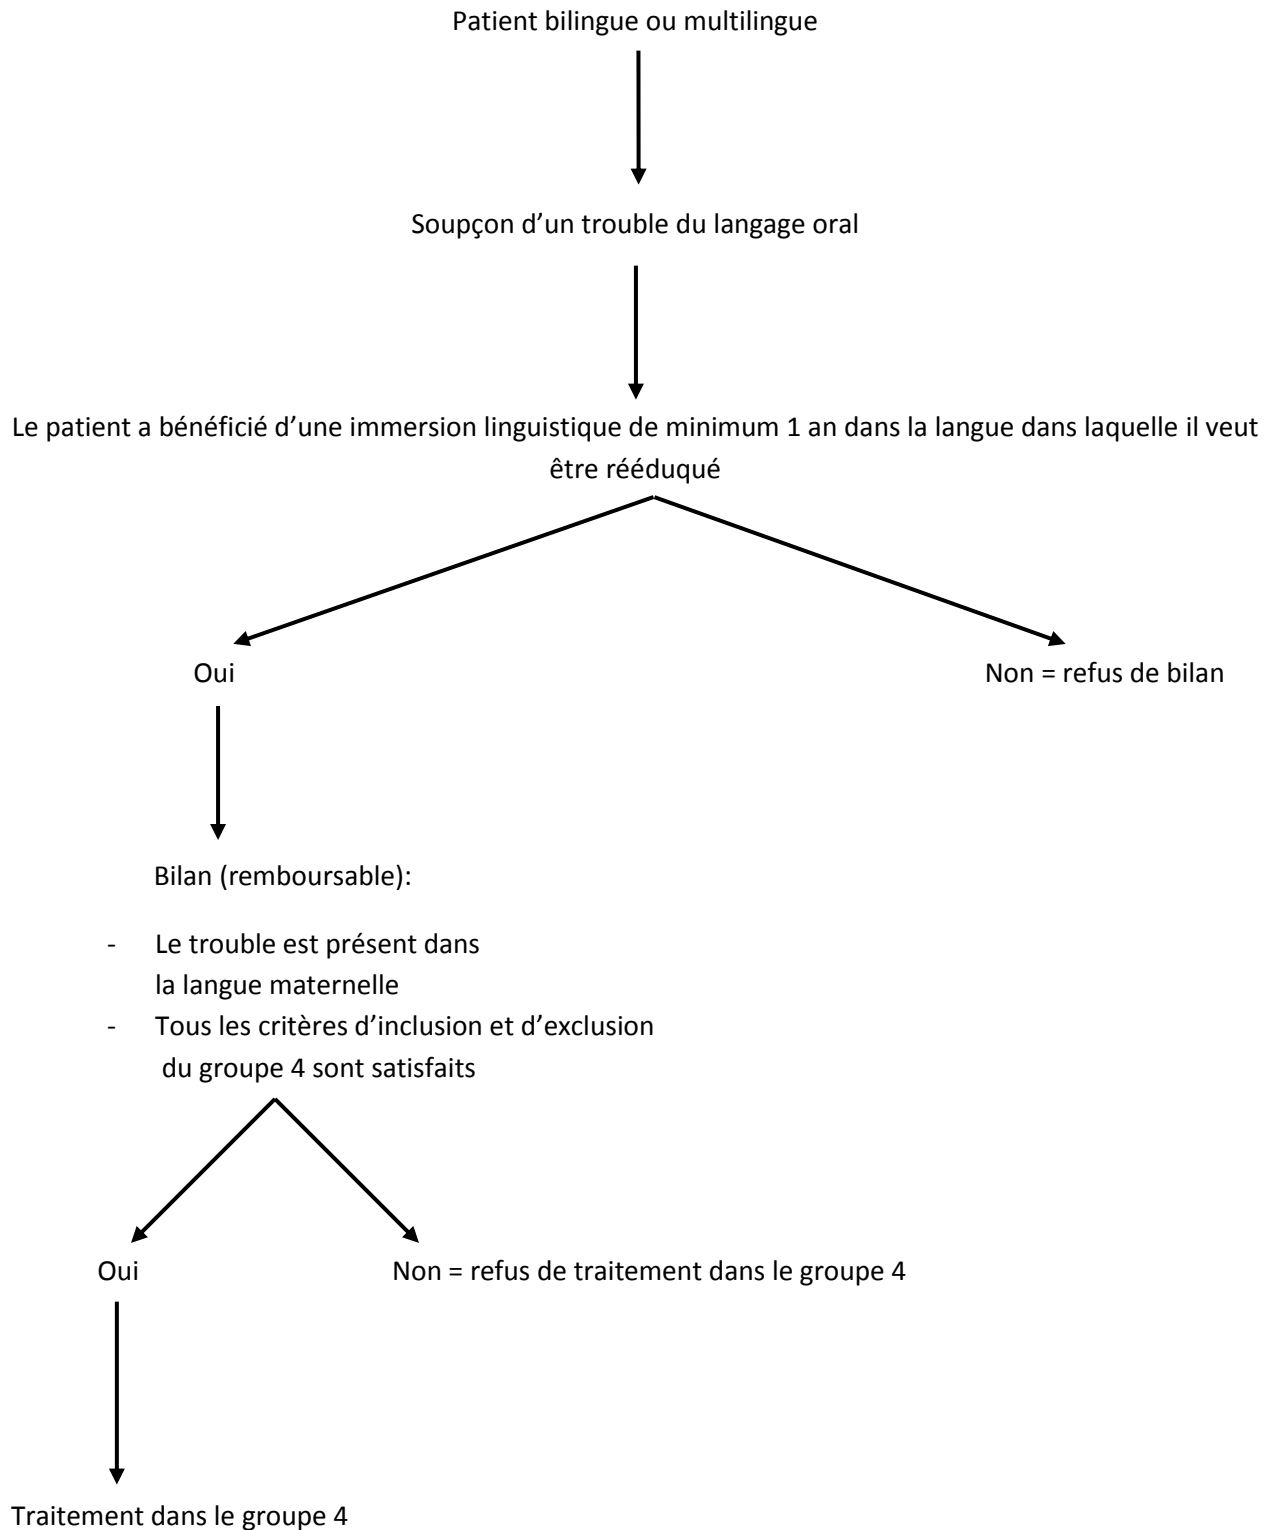 Patient bilingue ou multilingue
Soupçon d’un trouble du langage oral
Le patient a bénéficié d’une immersion linguistique de minimum 1 an dans la langue dans laquelle il veut
être rééduqué
Oui
Non = refus de bilan
Bilan (remboursable):
- Le trouble est présent dans
la langue maternelle
- Tous les critères d’inclusion et d’exclusion
du groupe 4 sont satisfaits
Oui
Non = refus de traitement dans le groupe 4
Traitement dans le groupe 4